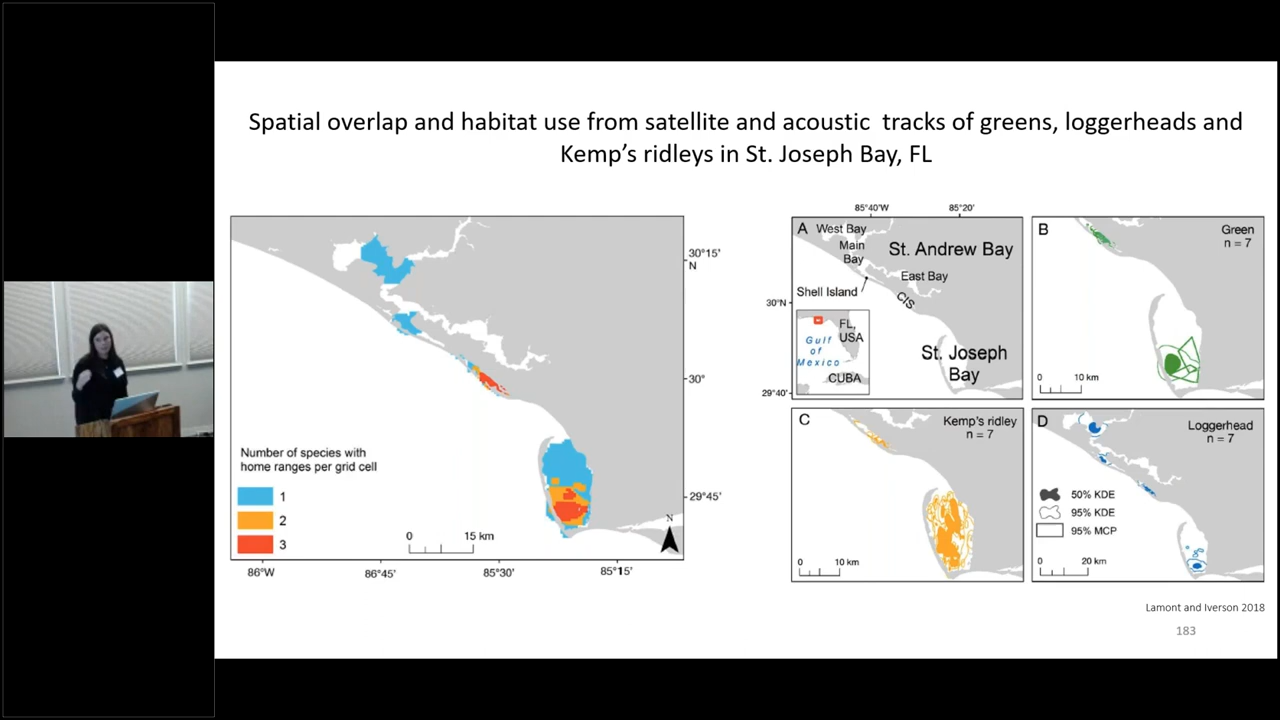 Spatial overlap and habitat use from satellite and acoustic tracks of greens, loggerheads and
Kemp's ridleys in St. Joseph Bay, FL
30°15'
N
30°
29°45'
Number of species with
home ranges per grid cell
1
2
3
0
15 km
N
86°W
86°45'
85°30'
85°15'
85°40'W
85°20'
A
West Bay
Main
Bay
St. Andrew Bay
East Bay
Shell Island
CIS
30°N
FL,
USA
Gulf
of
Mexico
CUBA
St. Joseph
Bay
29°40'
B
Green
n = 7
0
10 km
C
Kemp's ridley
n = 7
0
10 km
D
Loggerhead
n = 7
50% KDE
95% KDE
95% MCP
0
20 km
Lamont and Iverson 2018
183